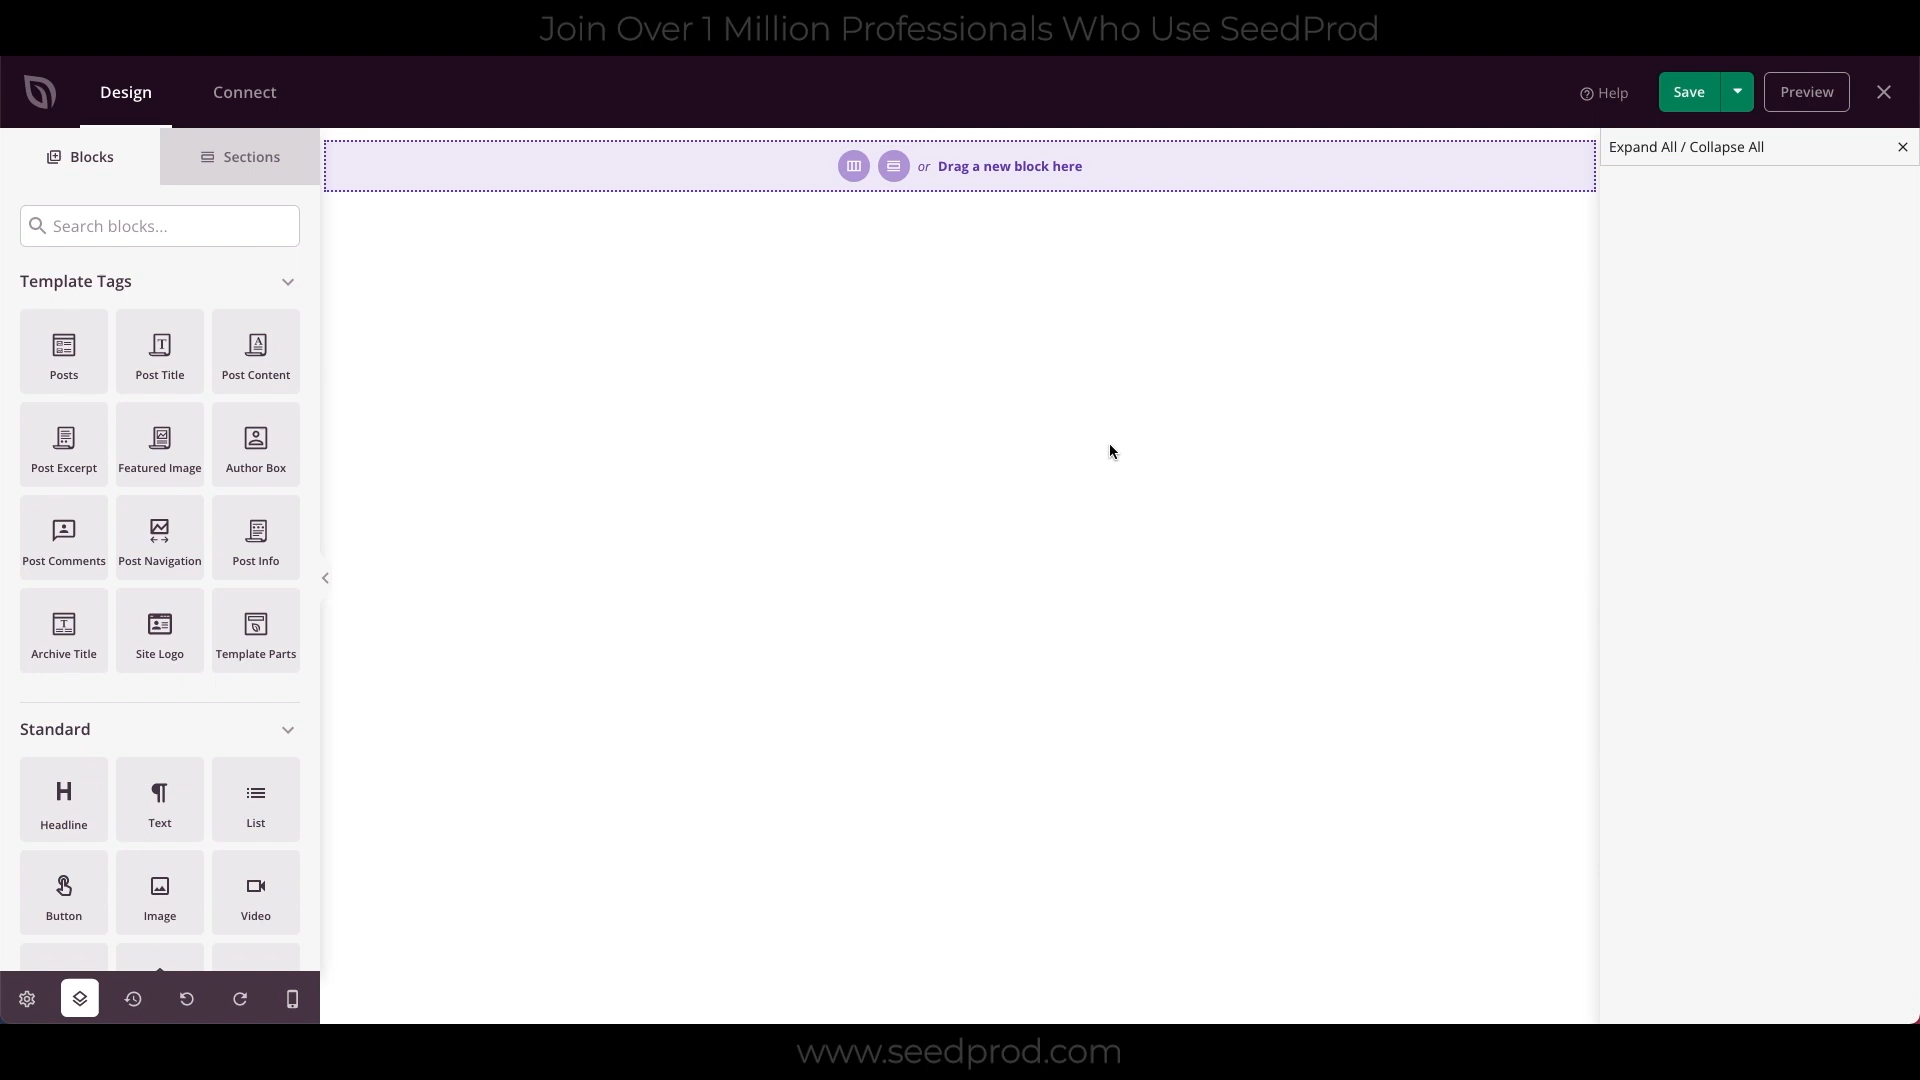 Join Over 1 Million Professionals Who Use SeedProd
Design Connect Help Save Preview
Blocks Sections
or Drag a new block here
Expand All / Collapse All
Search blocks...
Template Tags
Posts Post Title Post Content
Post Excerpt Featured Image Author Box
Post Comments Post Navigation Post Info
Archive Title Site Logo Template Parts
Standard
Headline Text List
Button Image Video
www.seedprod.com